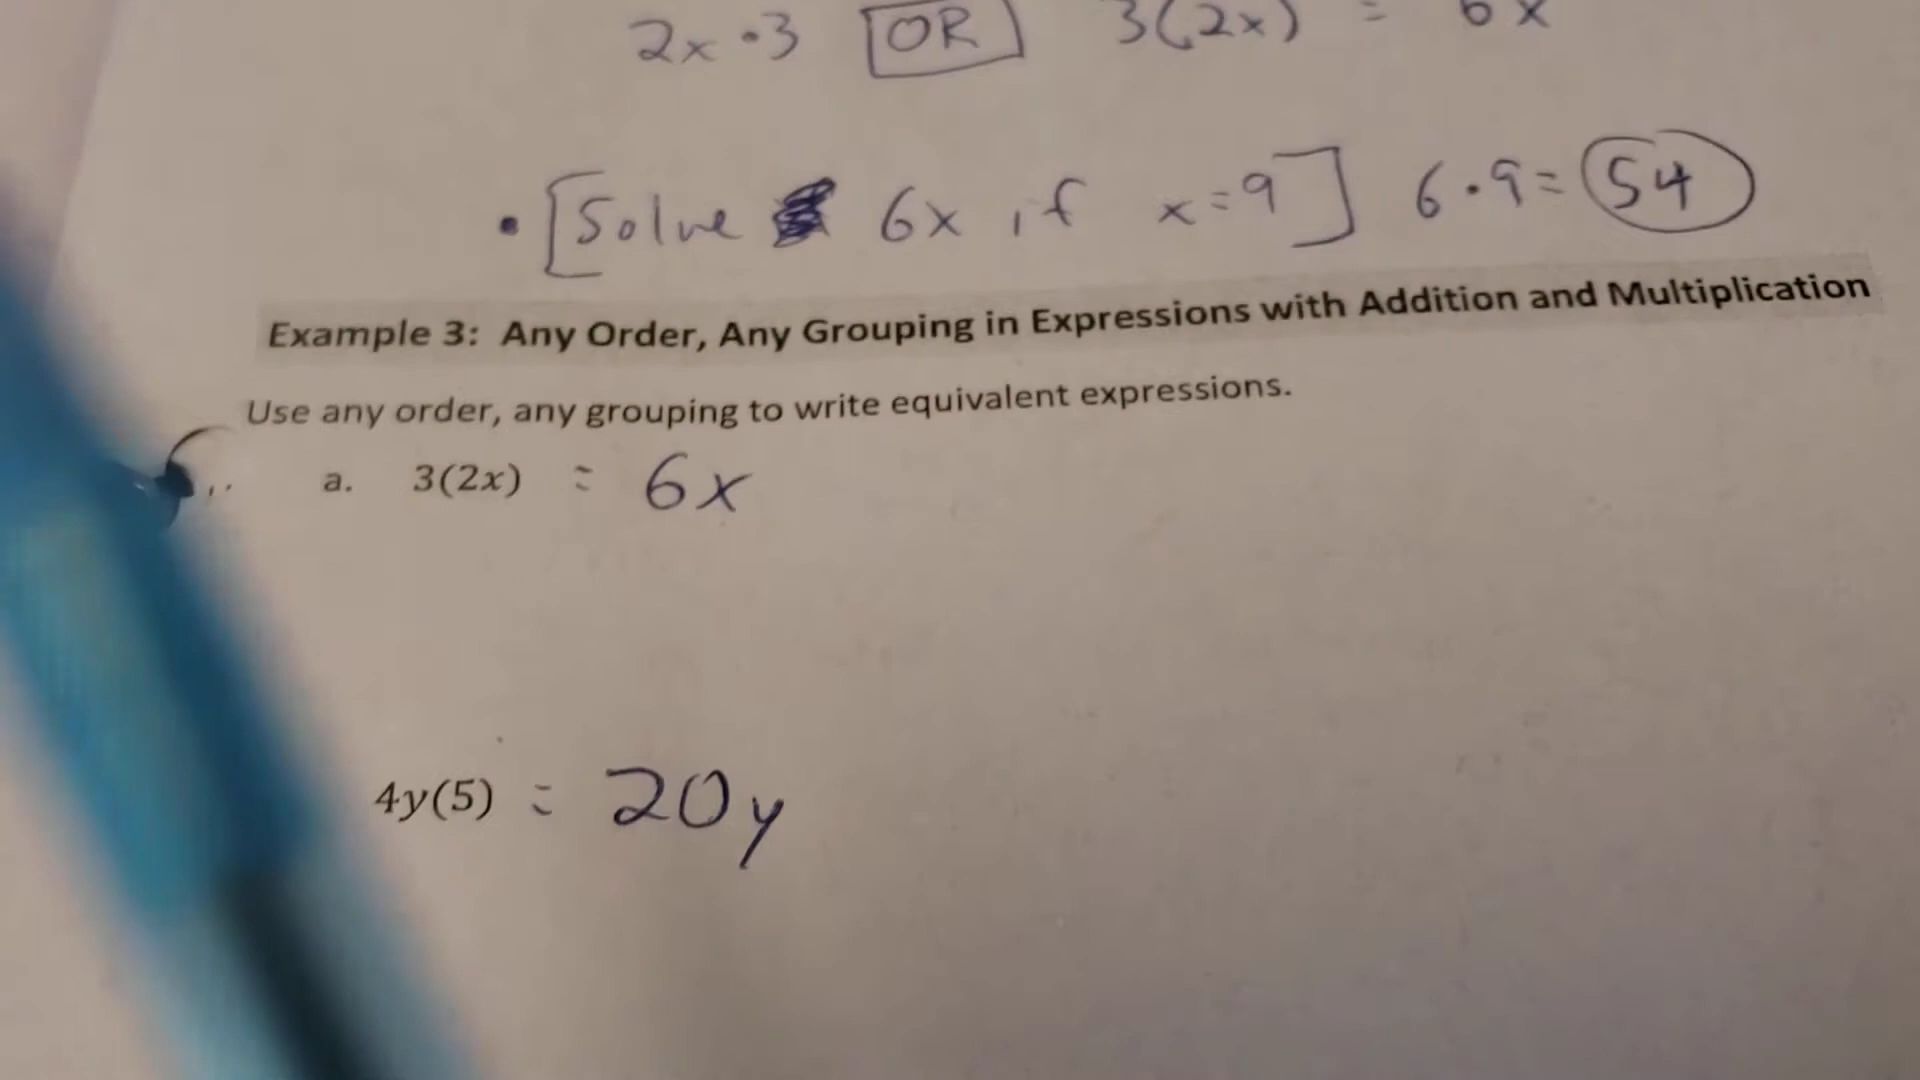 2x • 3 OR 3(2x) = 6x
• [Solve 6x if x = 9] 6 • 9 = 54
Example 3: Any Order, Any Grouping in Expressions with Addition and Multiplication
Use any order, any grouping to write equivalent expressions.
a. 3(2x) = 6x
4y(5) = 20y